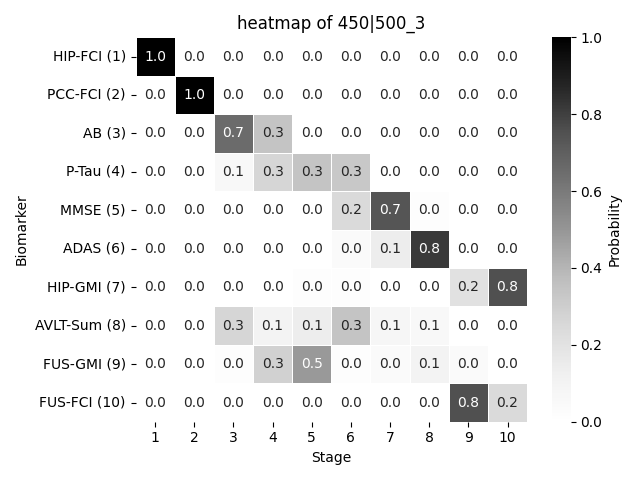 heatmap of 450|500_3
HIP-FCI (1) 1.0 0.0 0.0 0.0 0.0 0.0 0.0 0.0 0.0 0.0
PCC-FCI (2) 0.0 1.0 0.0 0.0 0.0 0.0 0.0 0.0 0.0 0.0
AB (3) 0.0 0.0 0.7 0.3 0.0 0.0 0.0 0.0 0.0 0.0
P-Tau (4) 0.0 0.0 0.1 0.3 0.3 0.3 0.0 0.0 0.0 0.0
MMSE (5) 0.0 0.0 0.0 0.0 0.0 0.2 0.7 0.0 0.0 0.0
ADAS (6) 0.0 0.0 0.0 0.0 0.0 0.0 0.1 0.8 0.0 0.0
HIP-GMI (7) 0.0 0.0 0.0 0.0 0.0 0.0 0.0 0.0 0.2 0.8
AVLT-Sum (8) 0.0 0.0 0.3 0.1 0.1 0.3 0.1 0.1 0.0 0.0
FUS-GMI (9) 0.0 0.0 0.0 0.3 0.5 0.0 0.0 0.1 0.0 0.0
FUS-FCI (10) 0.0 0.0 0.0 0.0 0.0 0.0 0.0 0.0 0.8 0.2
1 2 3 4 5 6 7 8 9 10
Stage
Biomarker
1.0
0.8
0.6
0.4
0.2
0.0
Probability